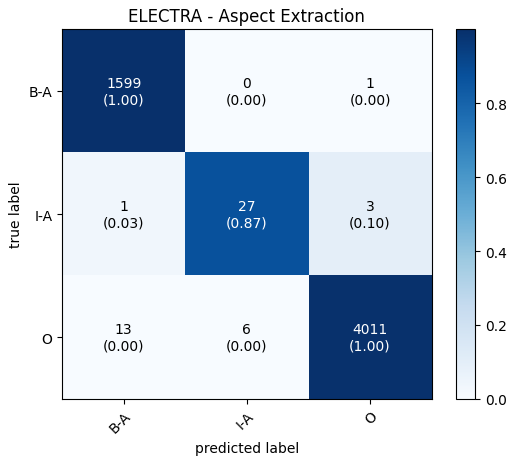 ELECTRA - Aspect Extraction
B-A
1599
(1.00)
0
(0.00)
1
(0.00)
I-A
1
(0.03)
27
(0.87)
3
(0.10)
O
13
(0.00)
6
(0.00)
4011
(1.00)
true label
B-A
I-A
O
predicted label
0.8
0.6
0.4
0.2
0.0